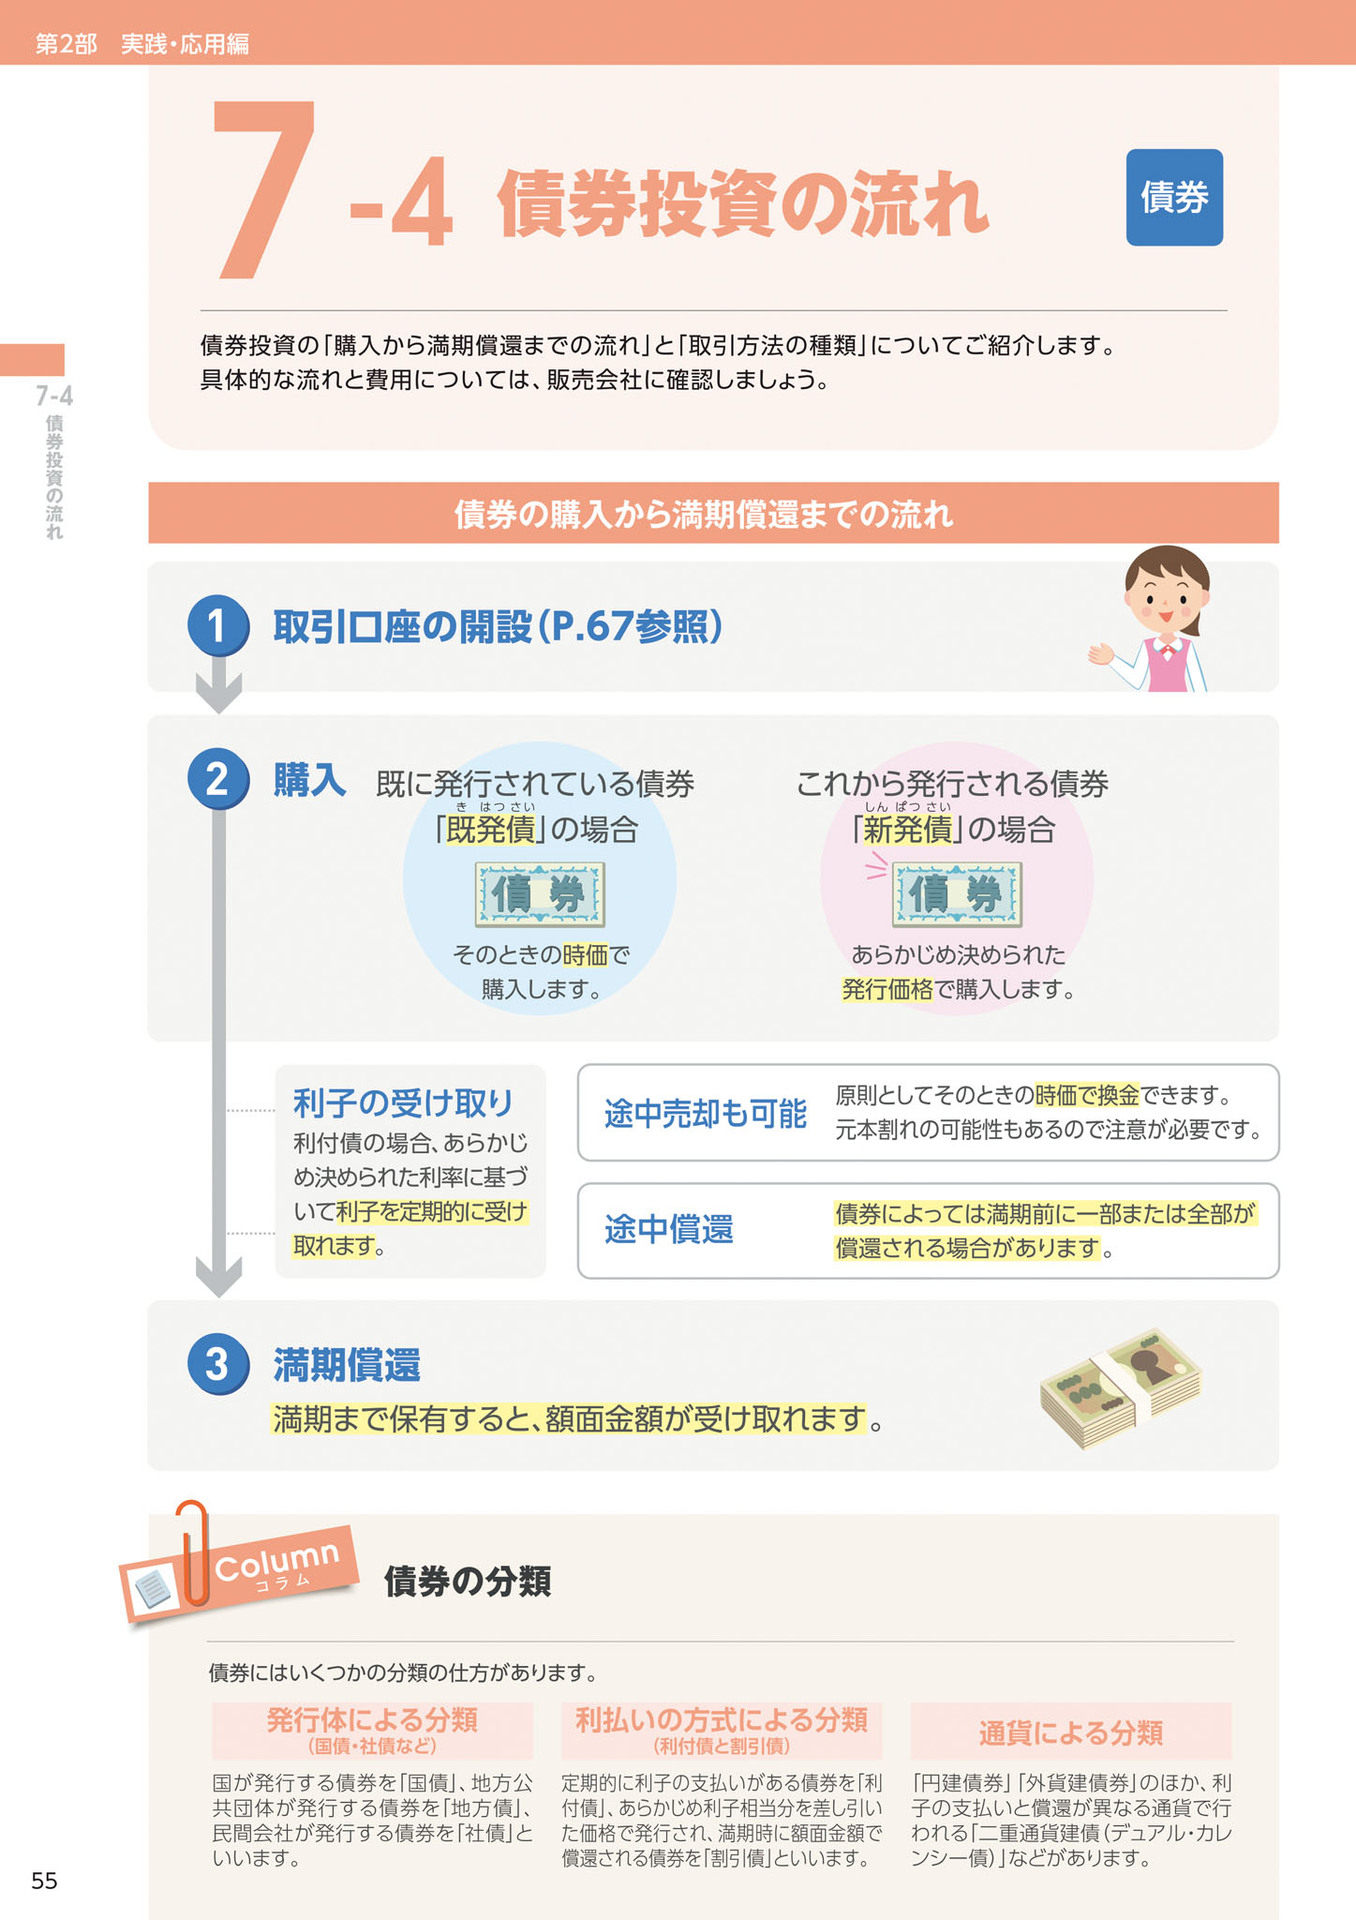 第2部　実践・応用編
7-4 債券投資の流れ
債券
債券投資の「購入から満期償還までの流れ」と「取引方法の種類」についてご紹介します。
具体的な流れと費用については、販売会社に確認しましょう。
7-4
債券投資の流れ
債券の購入から満期償還までの流れ
1 取引口座の開設（P.67参照）
2 購入
既に発行されている債券
き はつ さい
「既発債」の場合
債券
そのときの時価で
購入します。
これから発行される債券
しん ぱつ さい
「新発債」の場合
債券
あらかじめ決められた
発行価格で購入します。
利子の受け取り
利付債の場合、あらかじ
め決められた利率に基づ
いて利子を定期的に受け
取れます。
途中売却も可能
原則としてそのときの時価で換金できます。
元本割れの可能性もあるので注意が必要です。
途中償還
債券によっては満期前に一部または全部が
償還される場合があります。
3 満期償還
満期まで保有すると、額面金額が受け取れます。
Column
コラム
債券の分類
債券にはいくつかの分類の仕方があります。
発行体による分類
（国債・社債など）
国が発行する債券を「国債」、地方公
共団体が発行する債券を「地方債」、
民間会社が発行する債券を「社債」と
いいます。
利払いの方式による分類
（利付債と割引債）
定期的に利子の支払いがある債券を「利
付債」、あらかじめ利子相当分を差し引い
た価格で発行され、満期時に額面金額で
償還される債券を「割引債」といいます。
通貨による分類
「円建債券」「外貨建債券」のほか、利
子の支払いと償還が異なる通貨で行
われる「二重通貨建債（デュアル・カレ
ンシー債）」などがあります。
55